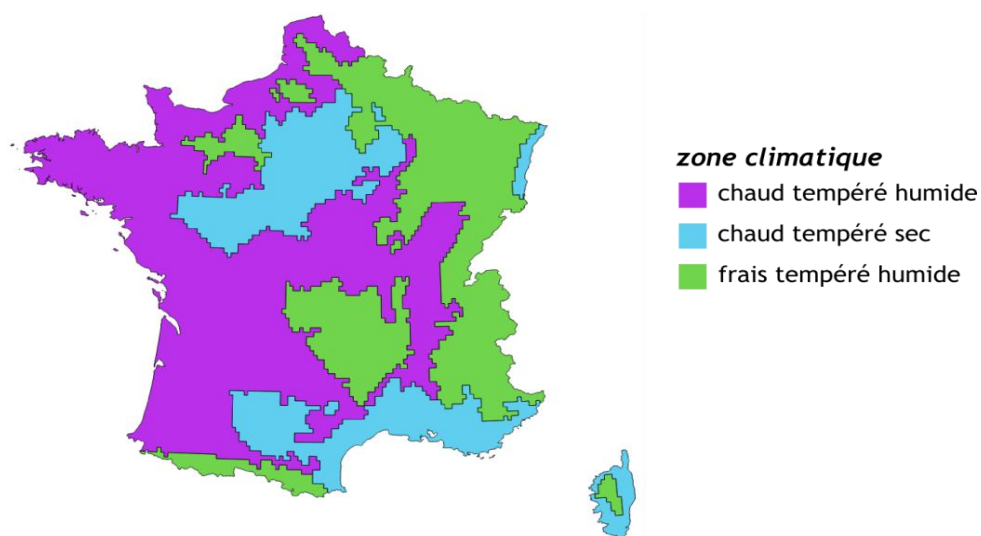 zone climatique
chaud tempéré humide
chaud tempéré sec
frais tempéré humide